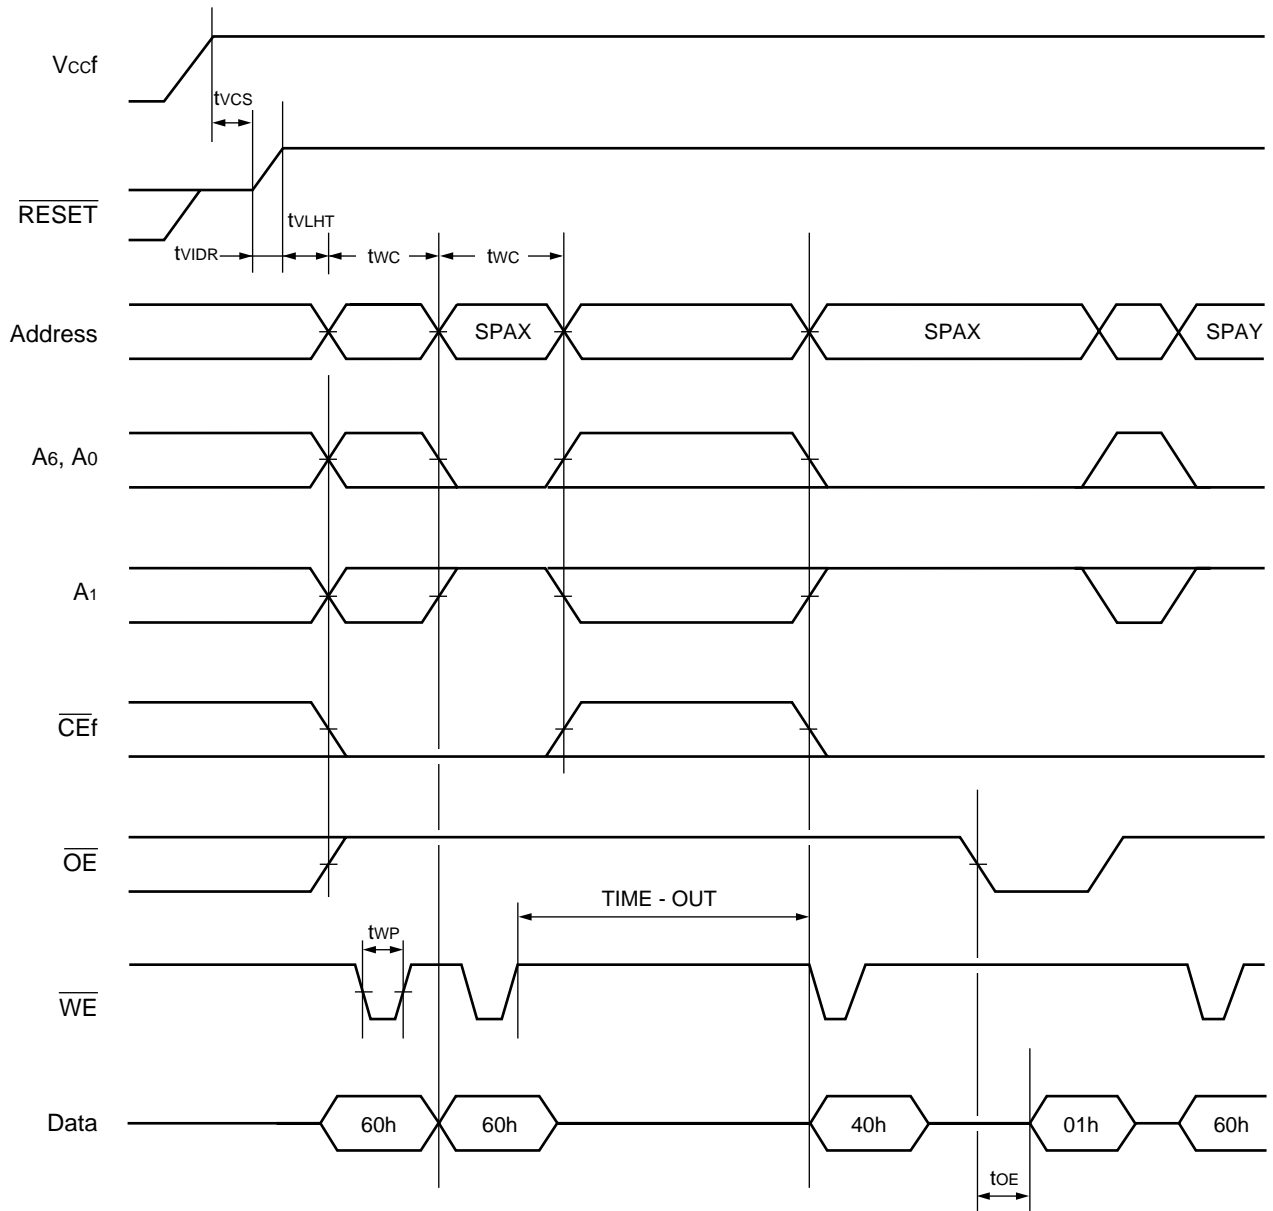 Vccf
tVCS
RESET
tVLHT
tVIDR
tWC
tWC
Address
SPAX
SPAX
SPAY
A6, A0
A1
CEf
OE
TIME - OUT
tWP
WE
Data
60h
60h
40h
01h
60h
tOE